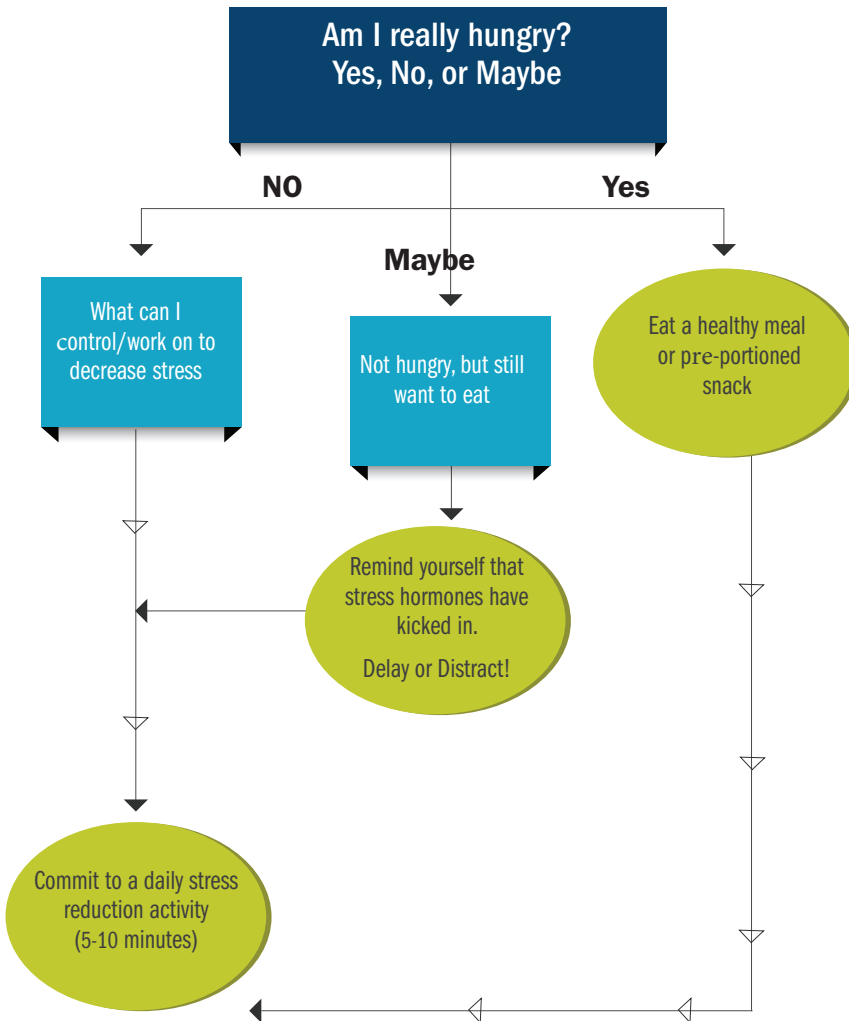 Am I really hungry?
Yes, No, or Maybe
NO
Yes
Maybe
What can I
control/work on to
decrease stress
Not hungry, but still
want to eat
Eat a healthy meal
or pre-portioned
snack
Remind yourself that
stress hormones have
kicked in.
Delay or Distract!
Commit to a daily stress
reduction activity
(5-10 minutes)